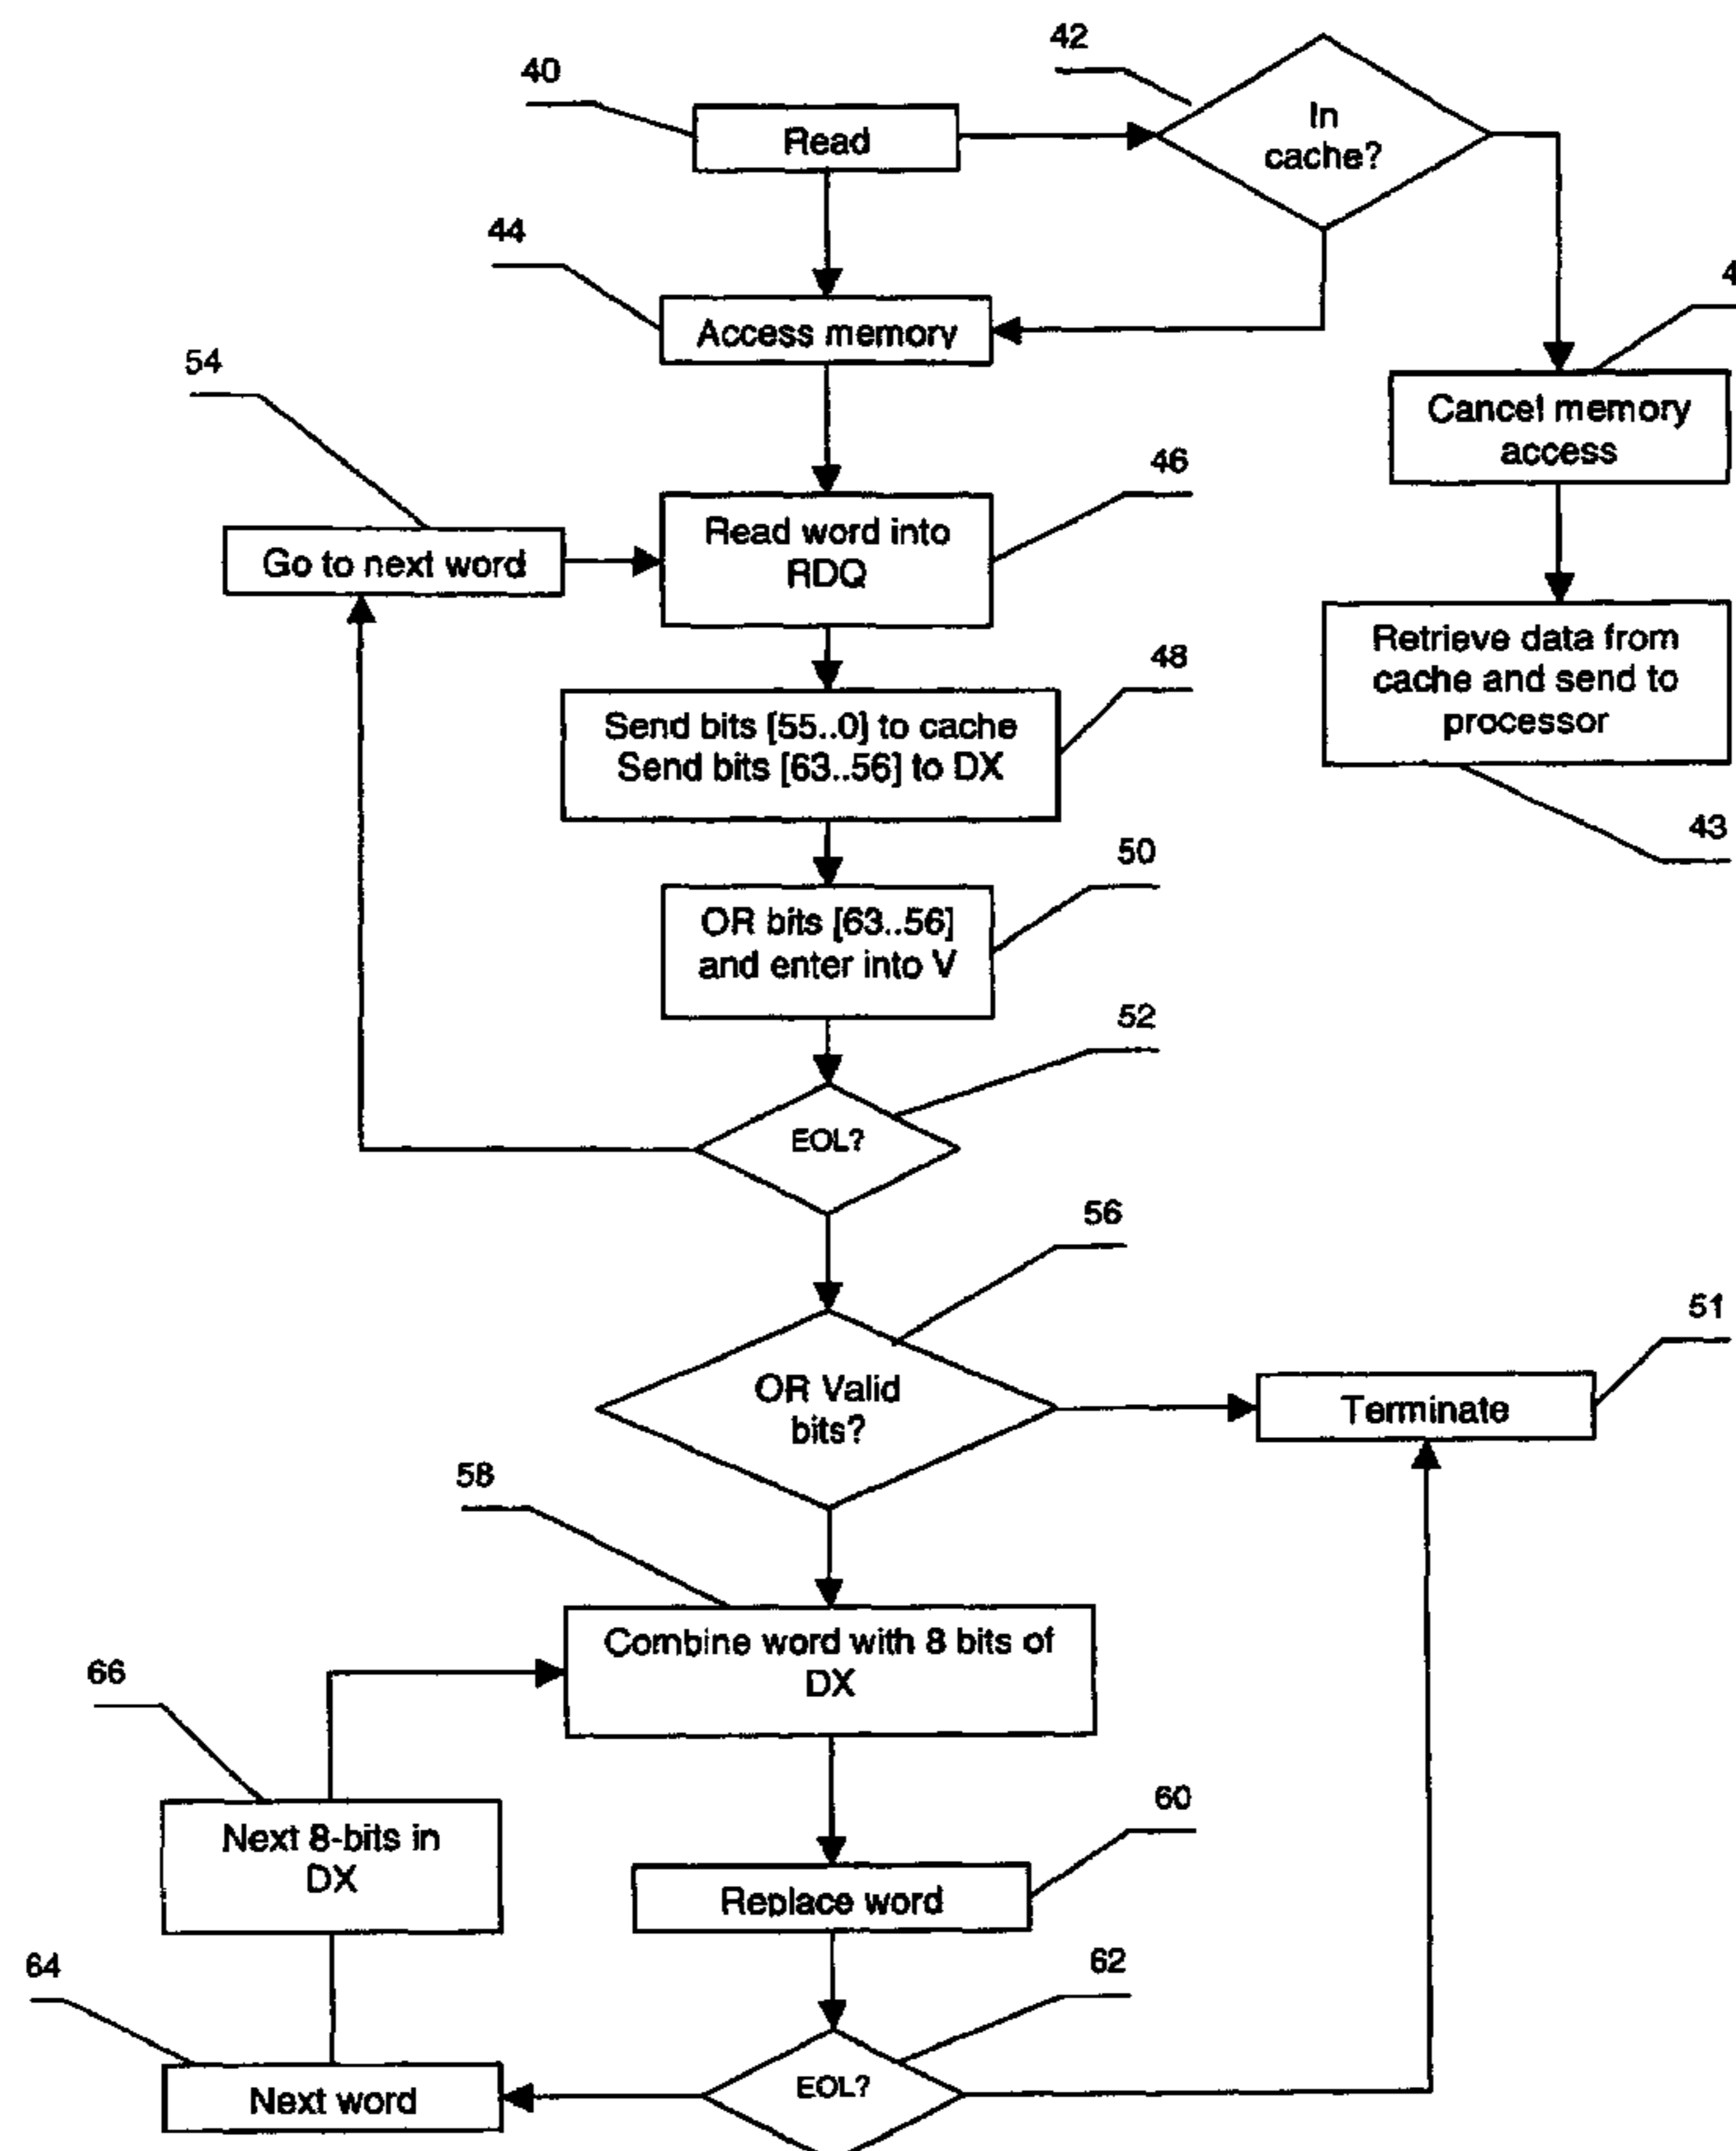 42
40
In
cache?
Read
44
4
Access memory
54
Cancel memory
access
46
Read word into
RDQ
Go to next word
Retrieve data from
cache and send to
processor
48
Send bits [55..0] to cache
Send bits [63..56] to DX
43
50
OR bits [63..56]
and enter into V
52
EOL?
56
51
OR Valid
bits?
Terminate
58
Combine word with 8 bits of
DX
66
60
Next 8-bits in
DX
Replace word
62
64
EOL?
Next word